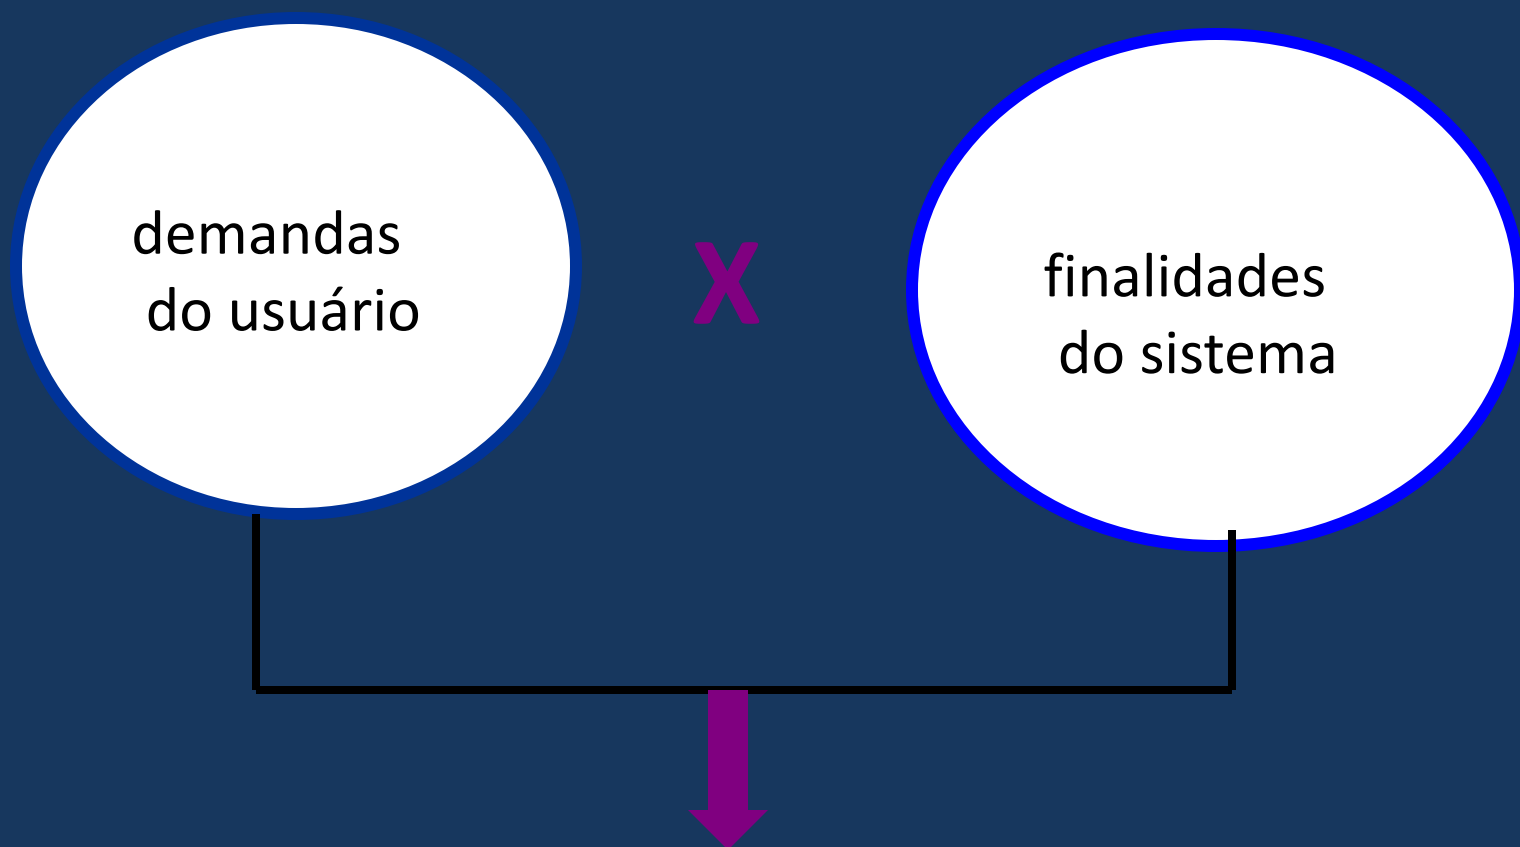 demandas
do usuário
X
finalidades
do sistema